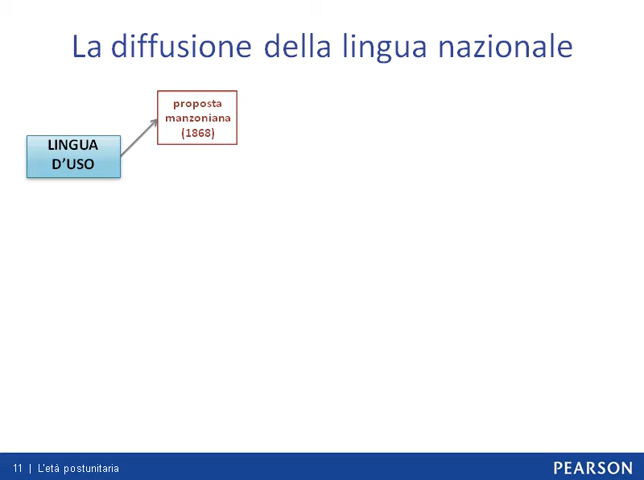 La diffusione della lingua nazionale
proposta
manzoniana
(1868)
LINGUA
D’USO
11 | L'età postunitaria
PEARSON